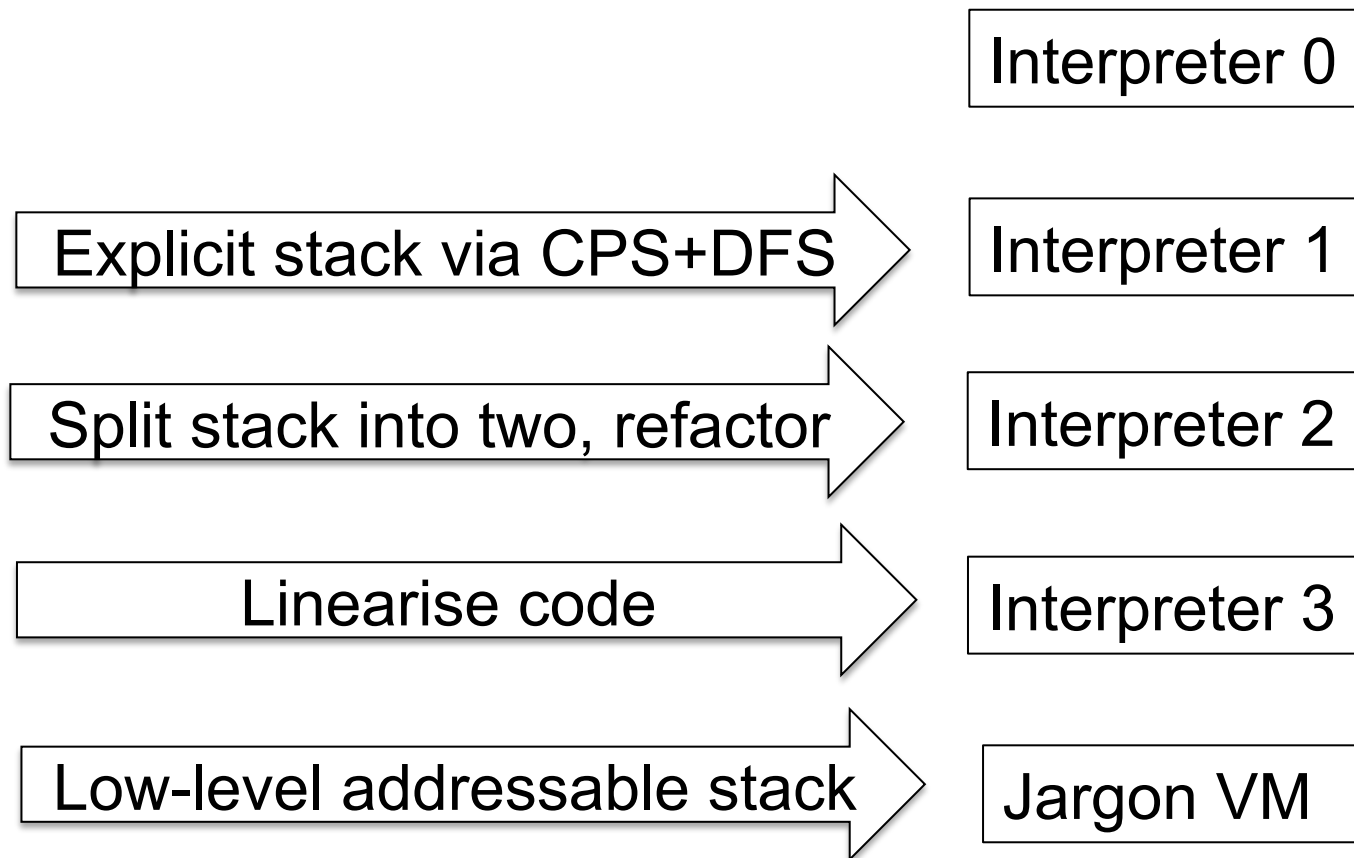 Interpreter 0
Explicit stack via CPS+DFS
Interpreter 1
Split stack into two, refactor
Interpreter 2
Linearise code
Interpreter 3
Low-level addressable stack
Jargon VM